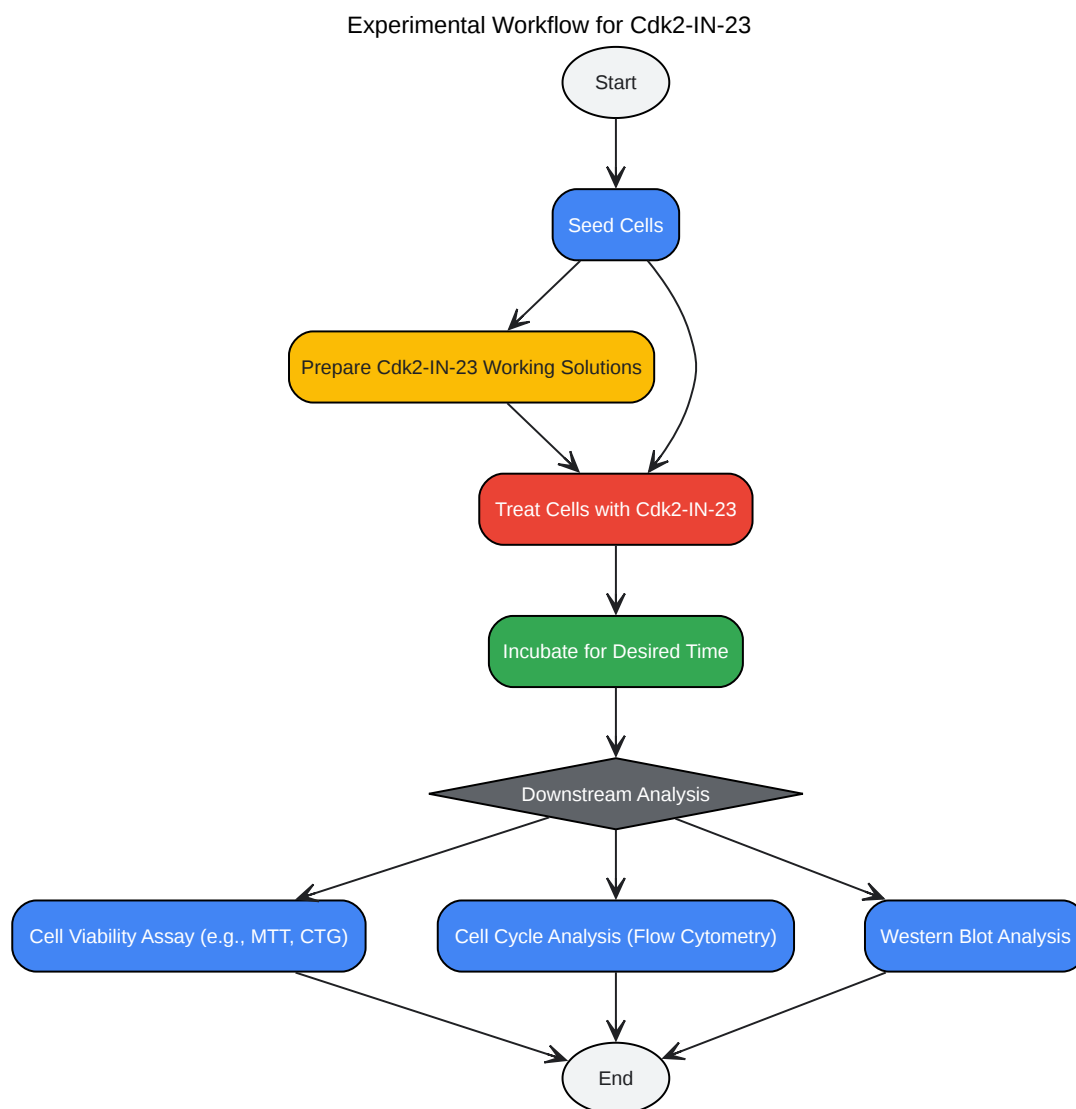 Experimental Workflow for Cdk2-IN-23
Start
Seed Cells
Prepare Cdk2-IN-23 Working Solutions
Treat Cells with Cdk2-IN-23
Incubate for Desired Time
Downstream Analysis
Cell Viability Assay (e.g., MTT, CTG)
Cell Cycle Analysis (Flow Cytometry)
Western Blot Analysis
End